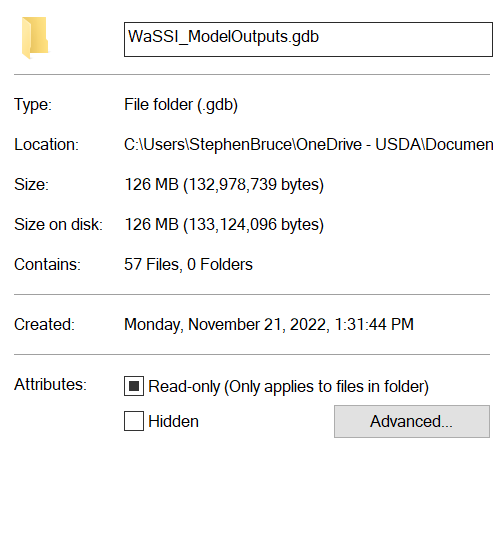 WaSSI_ModelOutputs.gdb
Type: File folder (.gdb)
Location: C:\Users\StephenBruce\OneDrive - USDA\Documen
Size: 126 MB (132,978,739 bytes)
Size on disk: 126 MB (133,124,096 bytes)
Contains: 57 Files, 0 Folders
Created: Monday, November 21, 2022, 1:31:44 PM
Attributes: Read-only (Only applies to files in folder)
Hidden Advanced...